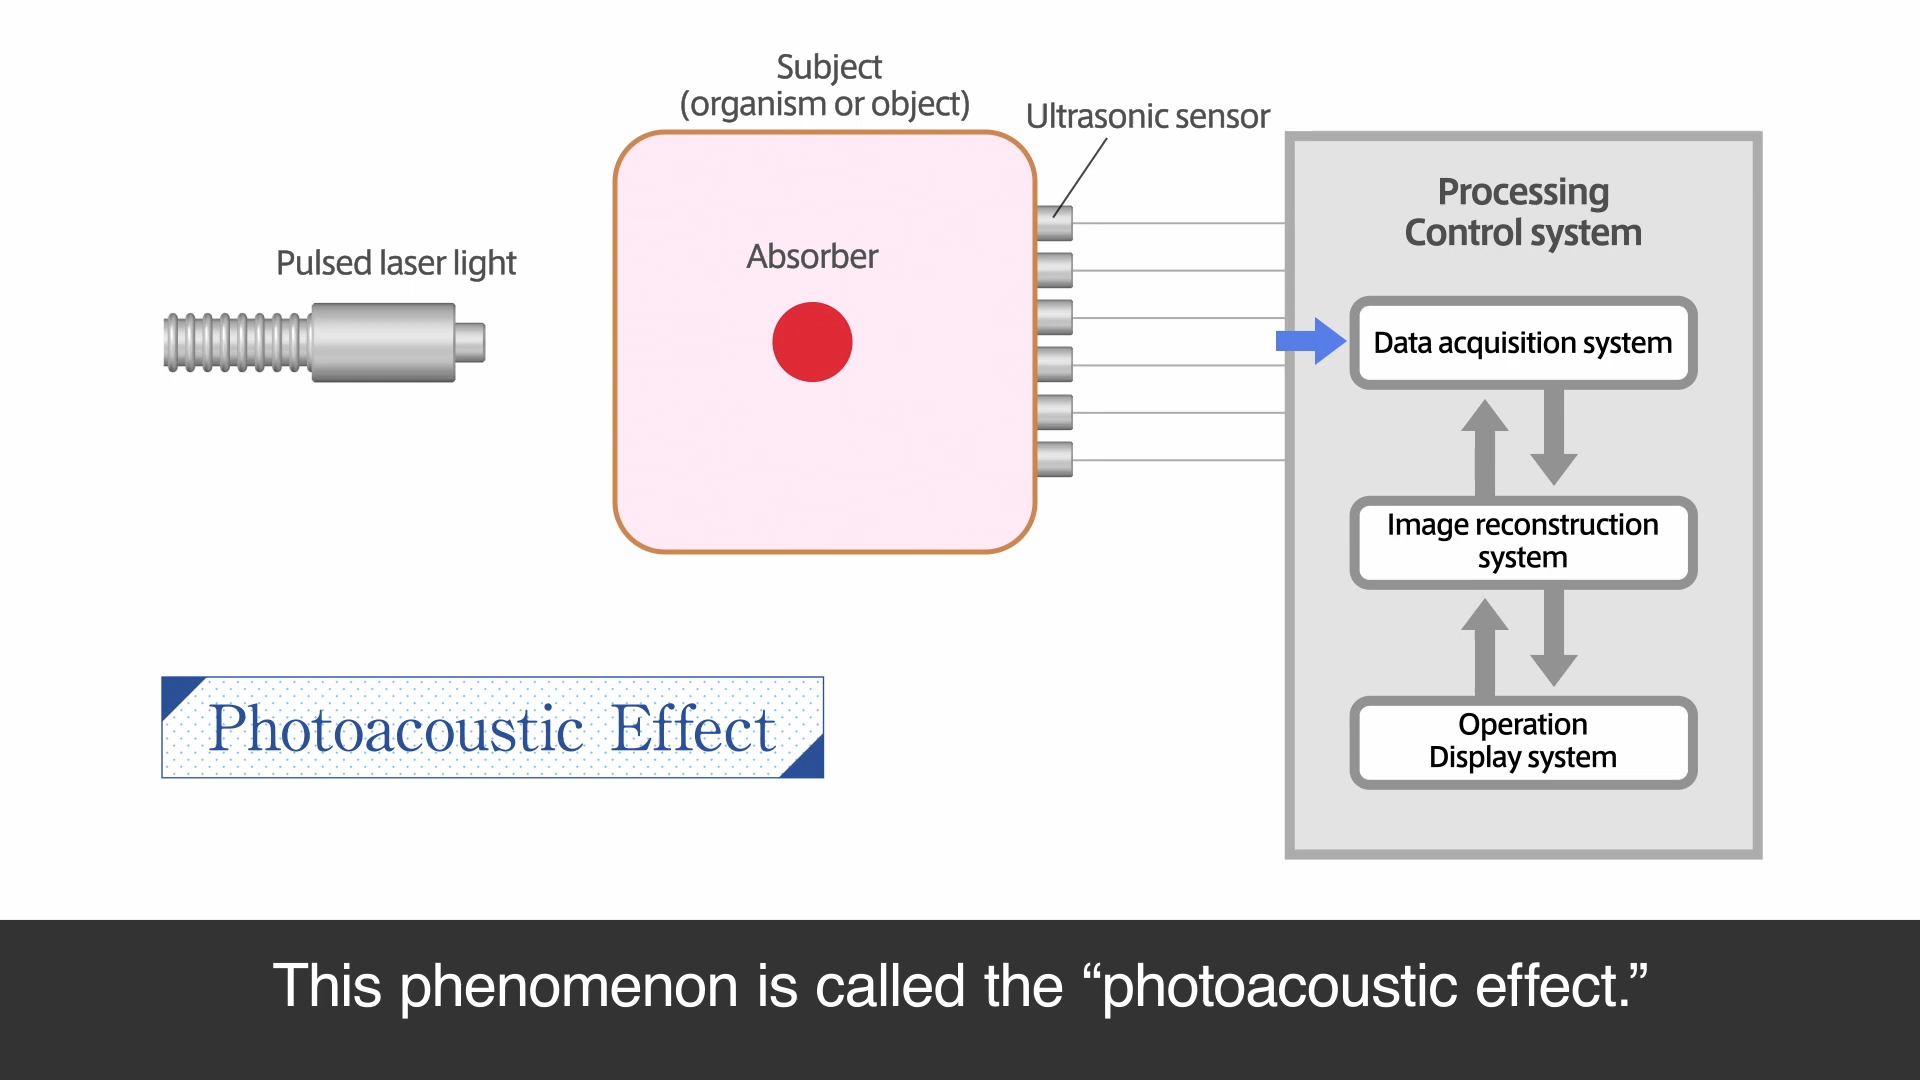 Subject
(organism or object)
Ultrasonic sensor
Processing
Control system
Pulsed laser light
Absorber
Data acquisition system
Image reconstruction
system
Operation
Display system
Photoacoustic Effect
This phenomenon is called the “photoacoustic effect.”